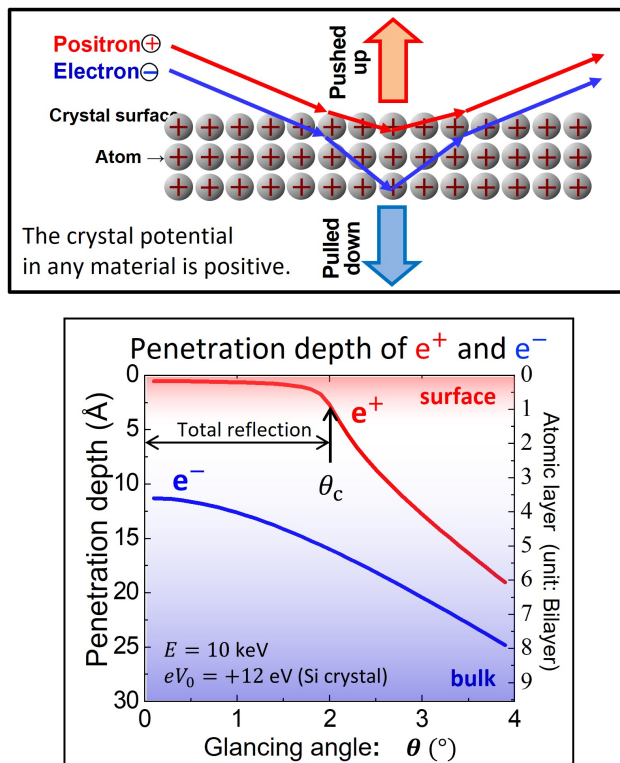 Positron⊕
Electron⊖
Crystal surface
Atom →
Pushed
up
Pulled
down
+ + + + + + + + + + + + +
+ + + + + + + + + + + + +
+ + + + + + + + + + + + +
The crystal potential
in any material is positive.
Penetration depth of e⁺ and e⁻
surface
e⁺
Total reflection
θc
e⁻
E = 10 keV
eV₀ = +12 eV (Si crystal)
bulk
Penetration depth (Å)
0
5
10
15
20
25
30
Atomic layer (unit: Bilayer)
0
1
2
3
4
5
6
7
8
9
0 1 2 3 4
Glancing angle: θ (°)